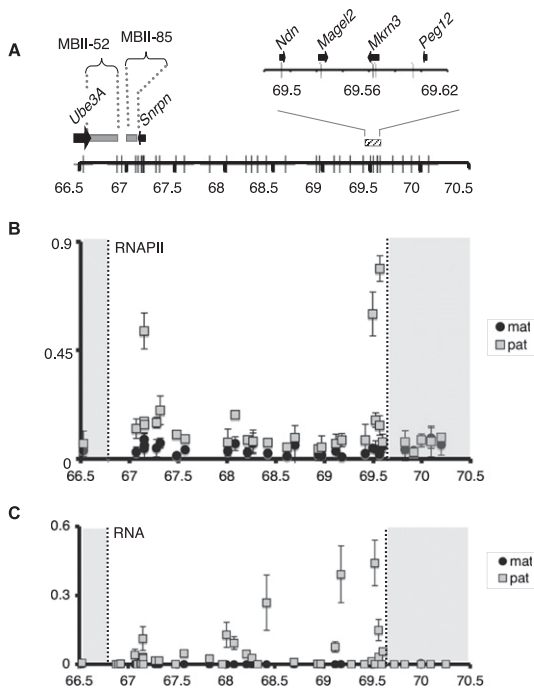 A
MBII-52
MBII-85
Ube3A
Snrpn
Ndn
Magel2
Mkrn3
Peg12
69.5 69.56 69.62
66.5 67 67.5 68 68.5 69 69.5 70 70.5
B
0.9
RNAPII
0.45
0
mat
pat
66.5 67 67.5 68 68.5 69 69.5 70 70.5
C
0.6
RNA
0.3
0
mat
pat
66.5 67 67.5 68 68.5 69 69.5 70 70.5